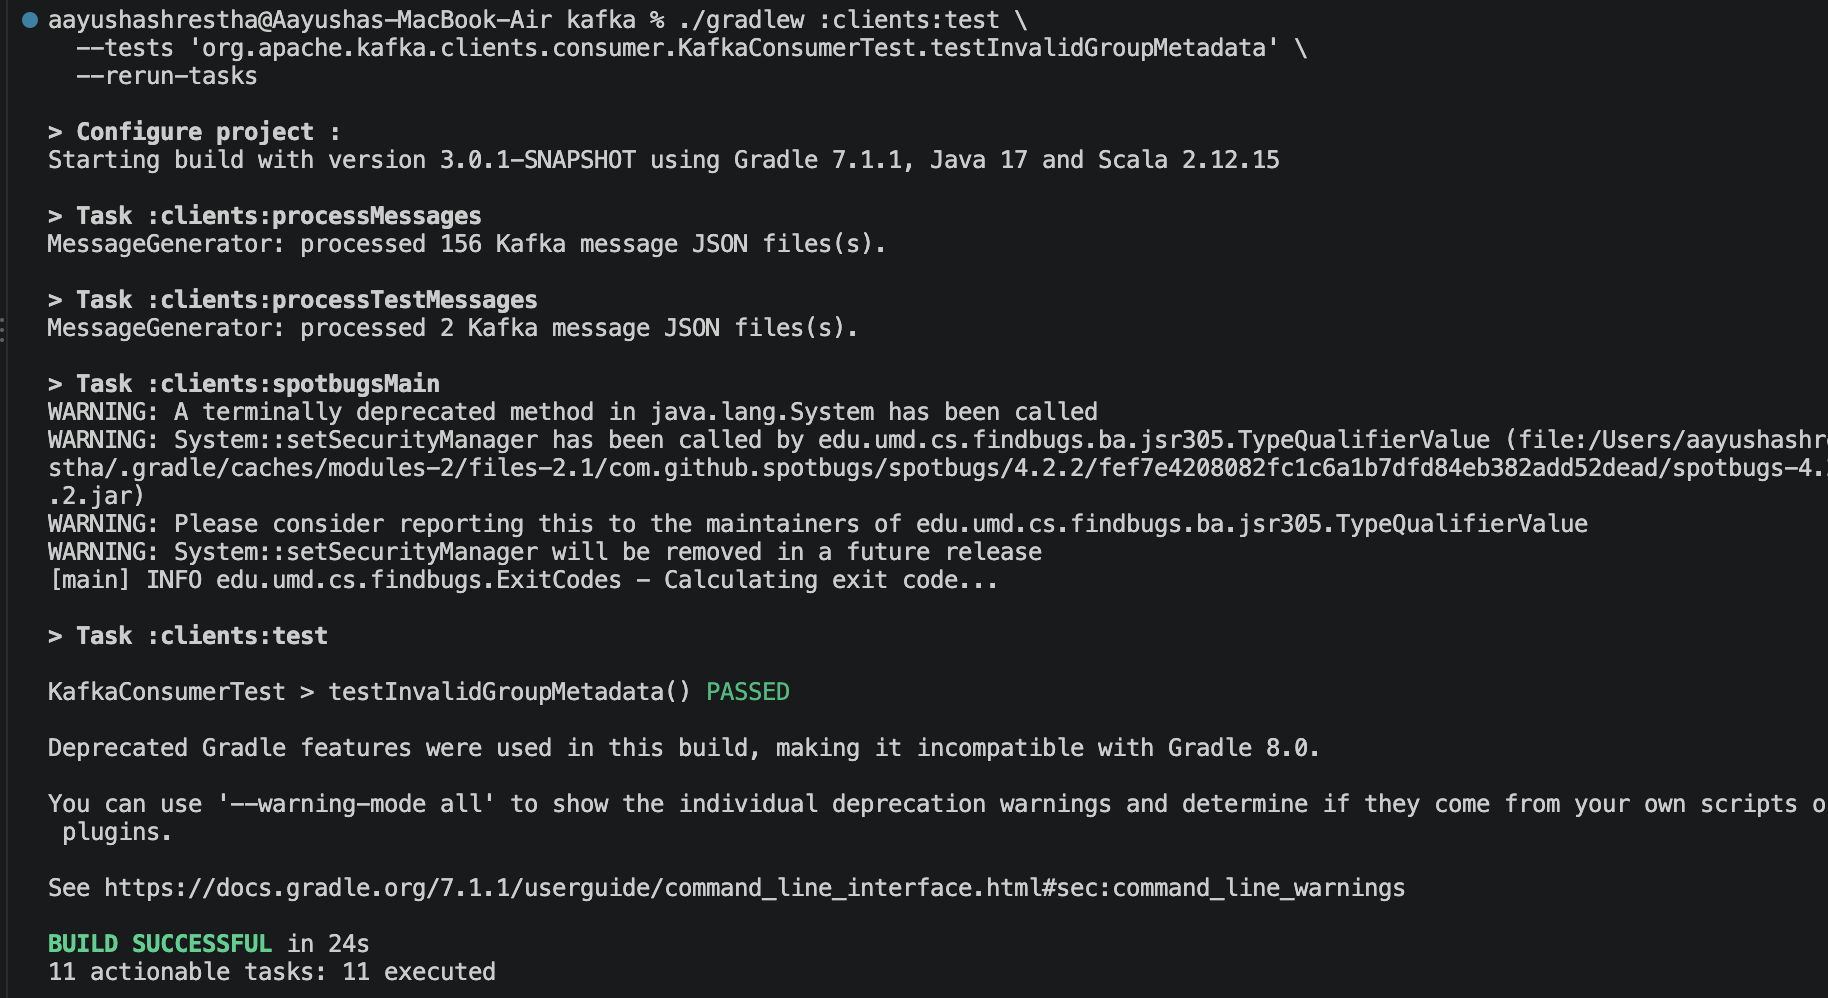 aayushashrestha@Aayushas-MacBook-Air kafka % ./gradlew :clients:test \
  --tests 'org.apache.kafka.clients.consumer.KafkaConsumerTest.testInvalidGroupMetadata' \
  --rerun-tasks
> Configure project :
Starting build with version 3.0.1-SNAPSHOT using Gradle 7.1.1, Java 17 and Scala 2.12.15
> Task :clients:processMessages
MessageGenerator: processed 156 Kafka message JSON files(s).
> Task :clients:processTestMessages
MessageGenerator: processed 2 Kafka message JSON files(s).
> Task :clients:spotbugsMain
WARNING: A terminally deprecated method in java.lang.System has been called
WARNING: System::setSecurityManager has been called by edu.umd.cs.findbugs.ba.jsr305.TypeQualifierValue (file:/Users/aayushashre
stha/.gradle/caches/modules-2/files-2.1/com.github.spotbugs/spotbugs/4.2.2/fef7e4208082fc1c6a1b7dfd84eb382add52dead/spotbugs-4.
.2.jar)
WARNING: Please consider reporting this to the maintainers of edu.umd.cs.findbugs.ba.jsr305.TypeQualifierValue
WARNING: System::setSecurityManager will be removed in a future release
[main] INFO edu.umd.cs.findbugs.ExitCodes - Calculating exit code...
> Task :clients:test
KafkaConsumerTest > testInvalidGroupMetadata() PASSED
Deprecated Gradle features were used in this build, making it incompatible with Gradle 8.0.
You can use '--warning-mode all' to show the individual deprecation warnings and determine if they come from your own scripts o
 plugins.
See https://docs.gradle.org/7.1.1/userguide/command_line_interface.html#sec:command_line_warnings
BUILD SUCCESSFUL in 24s
11 actionable tasks: 11 executed